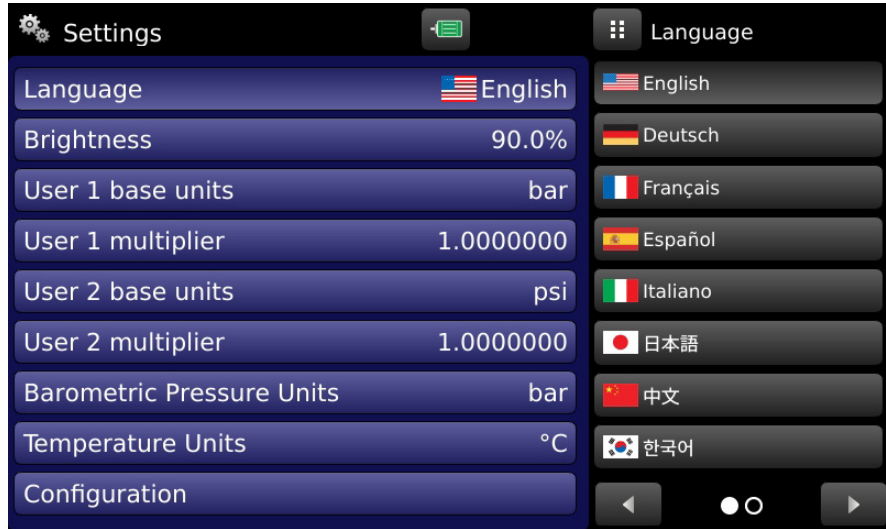 Settings
Language English
Brightness 90.0%
User 1 base units bar
User 1 multiplier 1.0000000
User 2 base units psi
User 2 multiplier 1.0000000
Barometric Pressure Units bar
Temperature Units °C
Configuration
Language
English
Deutsch
Français
Español
Italiano
日本語
中文
한국어